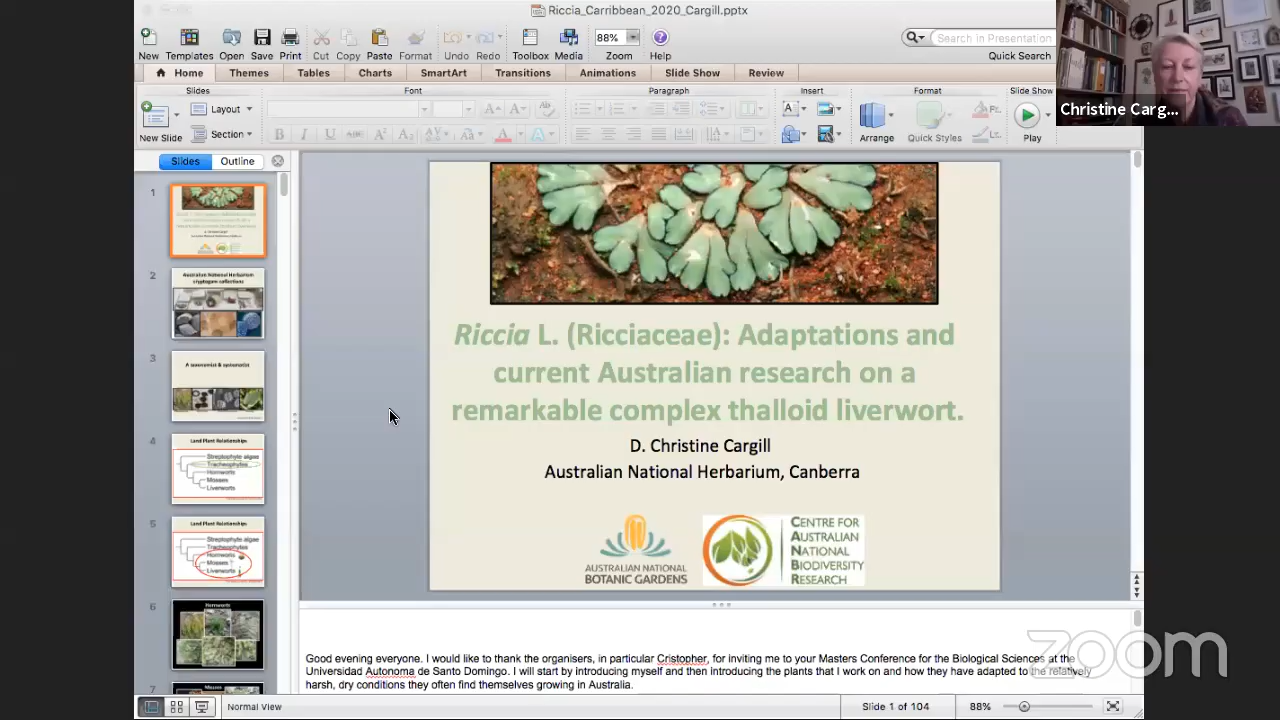 Riccia_Carribbean_2020_Cargill.pptx
New Templates Open Save Print Cut Copy Paste Format Undo Redo Toolbox Media Zoom Help
88%
Search in Presentation
Quick Search
Home Themes Tables Charts SmartArt Transitions Animations Slide Show Review
Slides Font Paragraph Insert Format Slide Show
New Slide Layout Section
Arrange Quick Styles Play
Christine Carg...
Slides Outline
1
2
Australian National Herbarium
cryptogam collections
3
A taxonomist & systematist
4
Land Plant Relationships
Streptophyte algae
Tracheophytes
Hornworts
Mosses
Liverworts
5
Land Plant Relationships
Streptophyte algae
Tracheophytes
Hornworts
Mosses
Liverworts
6
Hornworts
7
Riccia L. (Ricciaceae): Adaptations and
current Australian research on a
remarkable complex thalloid liverwort.
D. Christine Cargill
Australian National Herbarium, Canberra
AUSTRALIAN NATIONAL
BOTANIC GARDENS
CENTRE FOR
AUSTRALIAN
NATIONAL
BIODIVERSITY
RESEARCH
Good evening everyone. I would like to thank the organisers, in particular Cristopher, for inviting me to your Masters Conference for the Biological Sciences at the
Universidad Autonoma de Santo Domingo. I will start by introducing myself and then introducing the plants that I work on and how they have adapted to the relatively
harsh, dry conditions they often find themselves growing in Australia.
zoom
Normal View
Slide 1 of 104
88%